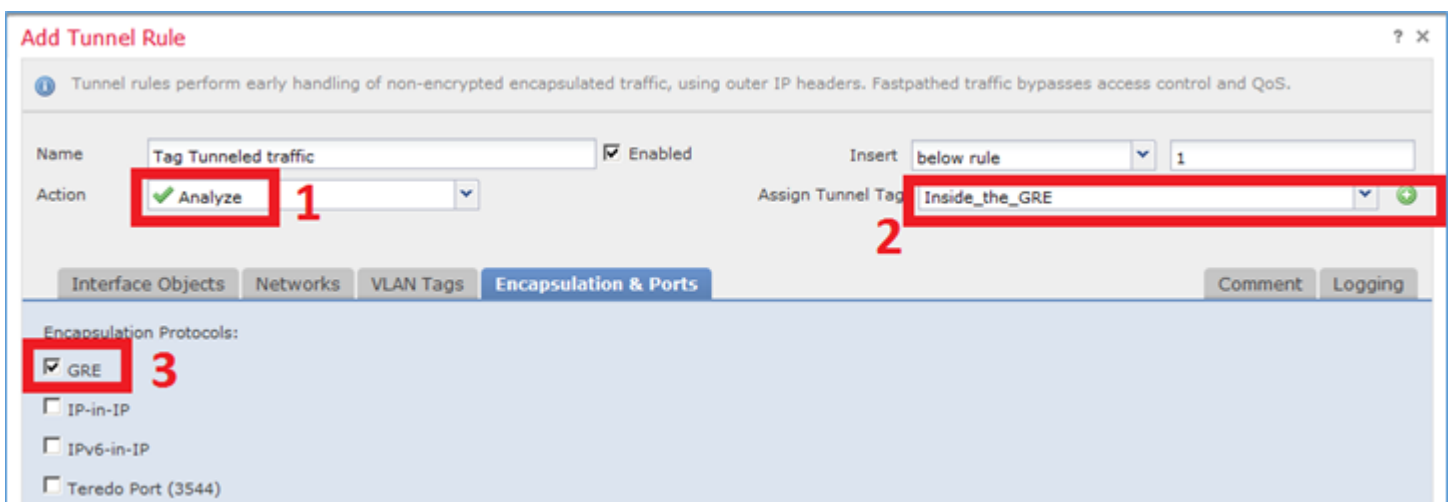 Add Tunnel Rule ? ×
Tunnel rules perform early handling of non-encrypted encapsulated traffic, using outer IP headers. Fastpathed traffic bypasses access control and QoS.
Name Tag Tunneled traffic Enabled Insert below rule 1
Action Analyze 1 Assign Tunnel Tag Inside_the_GRE
2
Interface Objects Networks VLAN Tags Encapsulation & Ports Comment Logging
Encapsulation Protocols:
GRE 3
IP-in-IP
IPv6-in-IP
Teredo Port (3544)